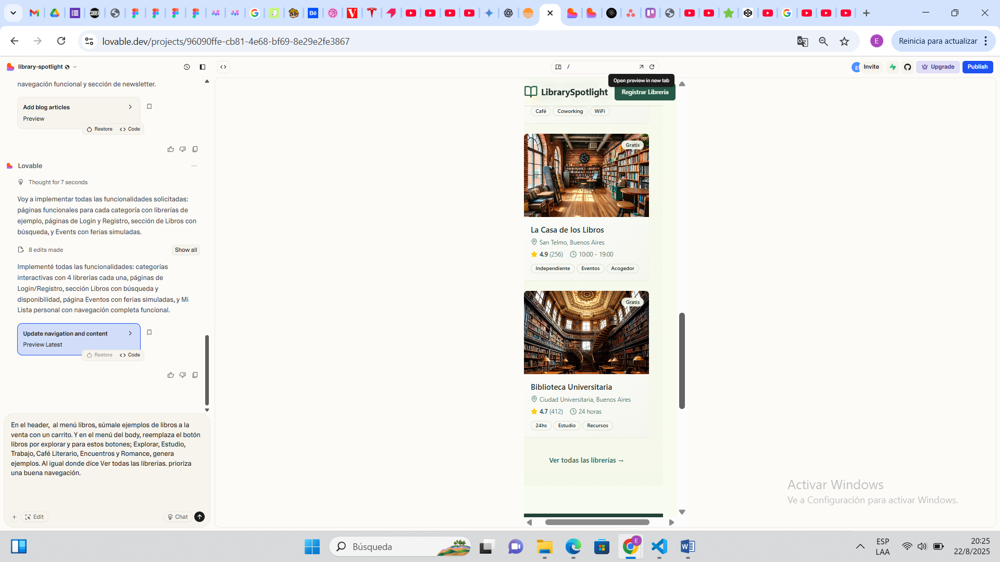 lovable.dev/projects/96090ffe-cb81-4e68-bf69-8e29e2fe3867
E
Reinicia para actualizar
library-spotlight
/
E
Invite
Upgrade
Publish
Open preview in new tab
navegación funcional y sección de newsletter.
Add blog articles
Preview
Restore
Code
Lovable
Thought for 7 seconds
Voy a implementar todas las funcionalidades solicitadas:
páginas funcionales para cada categoría con librerías de
ejemplo, páginas de Login y Registro, sección de Libros con
búsqueda, y Events con ferias simuladas.
8 edits made
Show all
Implementé todas las funcionalidades: categorías
interactivas con 4 librerías cada una, páginas de
Login/Registro, sección Libros con búsqueda y
disponibilidad, página Eventos con ferias simuladas, y Mi
Lista personal con navegación completa funcional.
Update navigation and content
Preview Latest
Restore
Code
En el header,  al menú libros, súmale ejemplos de libros a la
venta con un carrito. Y en el menú del body, reemplaza el botón
libros por explorar y para estos botones; Explorar, Estudio,
Trabajo, Café Literario, Encuentros y Romance, genera
ejemplos. Al igual donde dice Ver todas las librerías. prioriza
una buena navegación.
Edit
Chat
LibrarySpotlight
Registrar Librería
Café
Coworking
WiFi
Gratis
La Casa de los Libros
San Telmo, Buenos Aires
4.9 (256)
10:00 - 19:00
Independiente
Eventos
Acogedor
Gratis
Biblioteca Universitaria
Ciudad Universitaria, Buenos Aires
4.7 (412)
24 horas
24hs
Estudio
Recursos
Ver todas las librerías →
Activar Windows
Ve a Configuración para activar Windows.
Búsqueda
E
ESP
LAA
20:25
22/8/2025